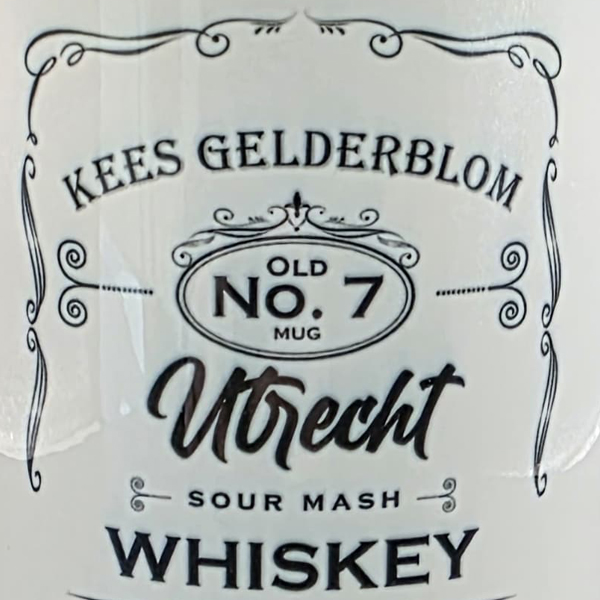 KEES GELDERBLOM
OLD
No. 7
MUG
Utrecht
SOUR MASH
WHISKEY